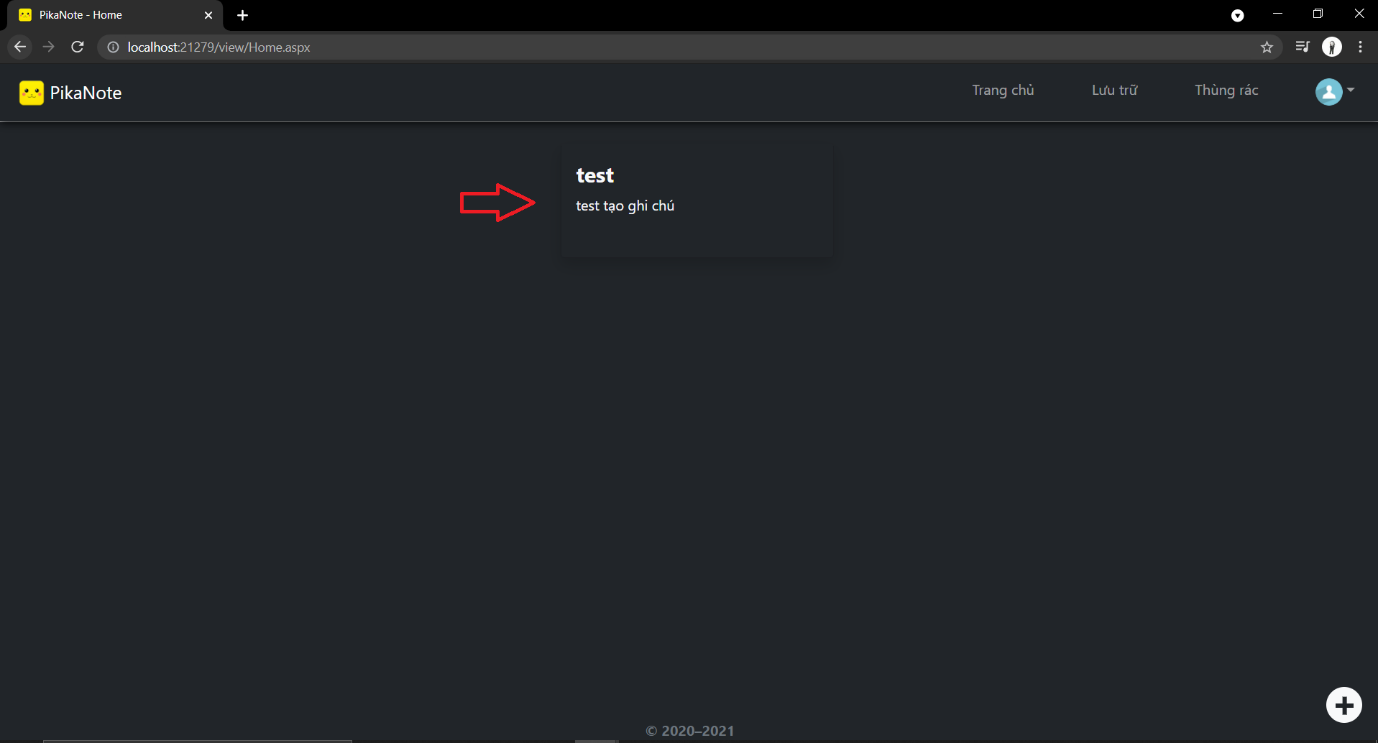 PikaNote - Home
localhost:21279/view/Home.aspx
PikaNote
Trang chủ
Lưu trữ
Thùng rác
test
test tạo ghi chú
© 2020–2021